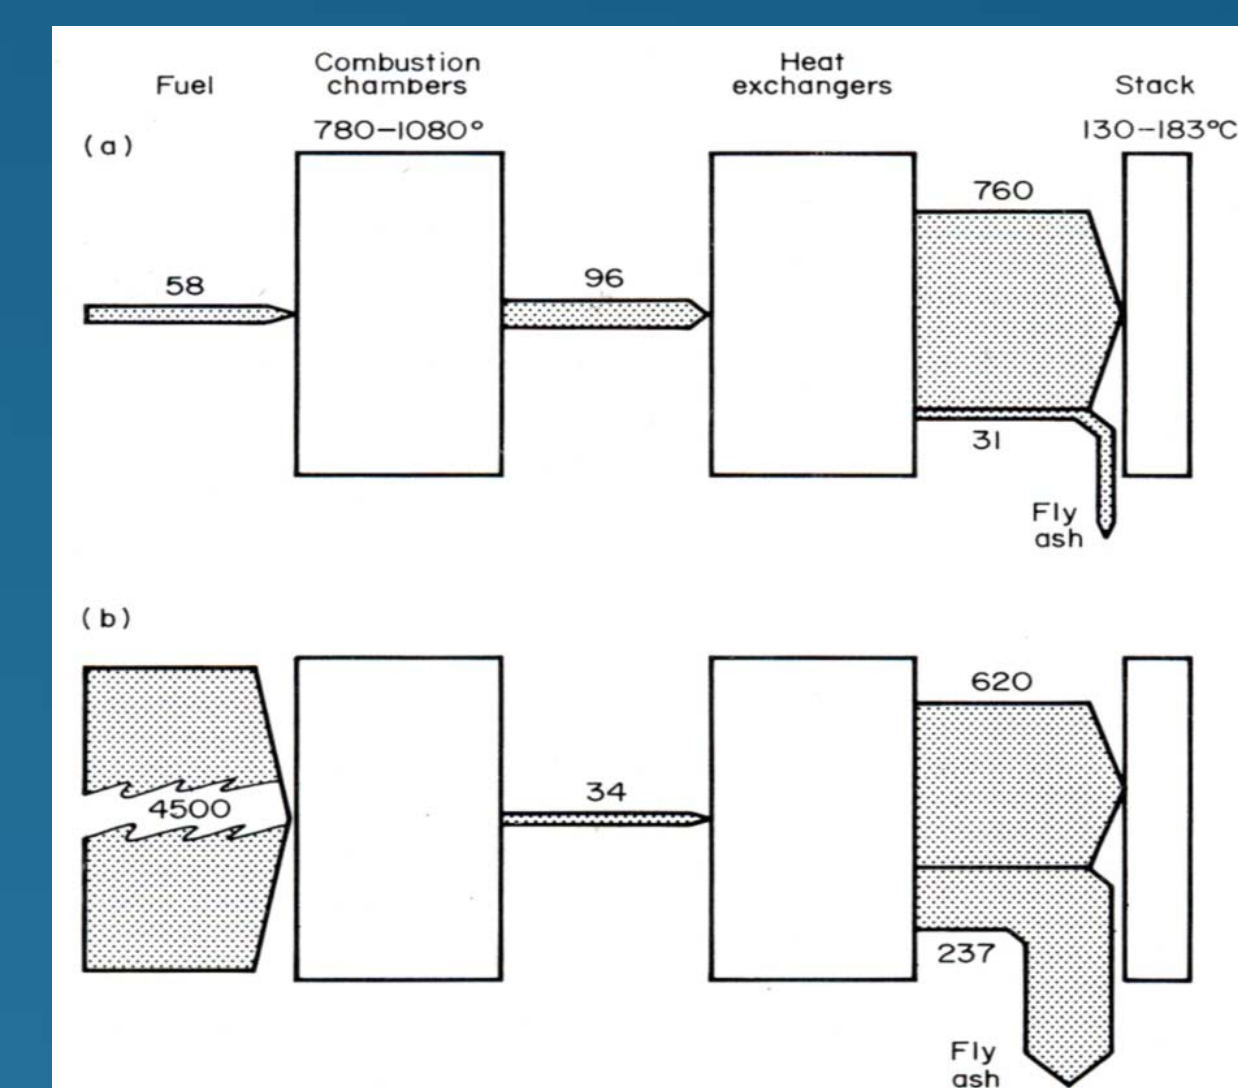 Fuel
Combustion
chambers
780–1080°
Heat
exchangers
Stack
130–183°C
(a)
58
96
760
31
Fly
ash
(b)
4500
34
620
237
Fly
ash